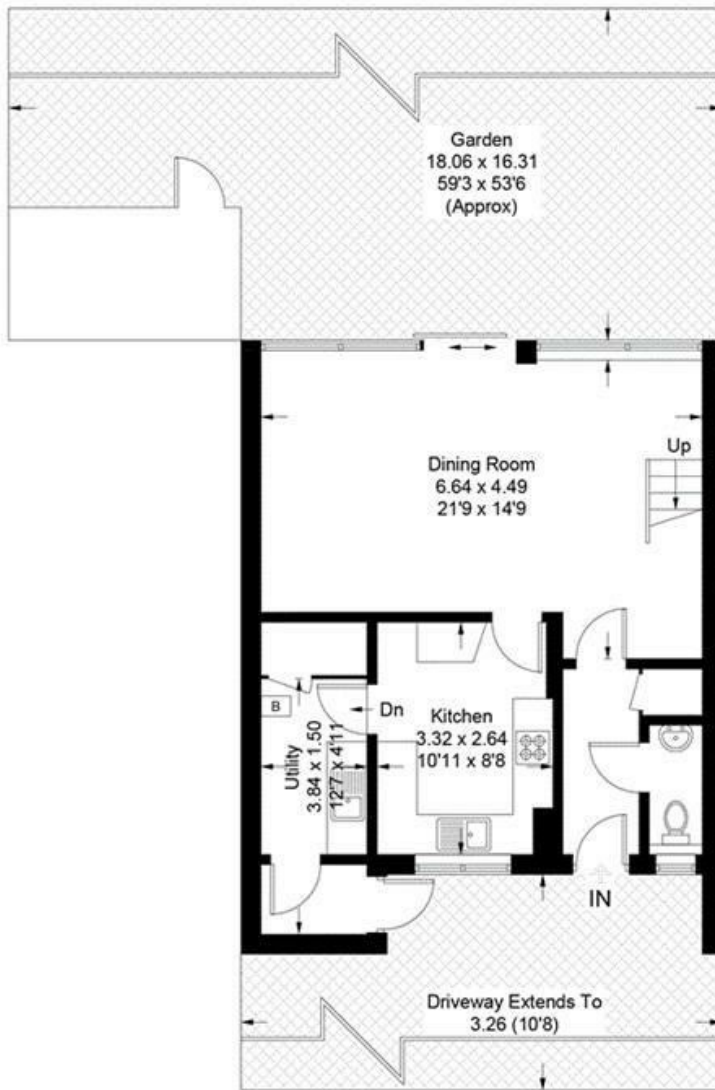 Garden
18.06 x 16.31
59'3 x 53'6
(Approx)
Dining Room
6.64 x 4.49
21'9 x 14'9
Up
B
Utility
3.84 x 1.50
12'7 x 4'11
Dn
Kitchen
3.32 x 2.64
10'11 x 8'8
IN
Driveway Extends To
3.26 (10'8)